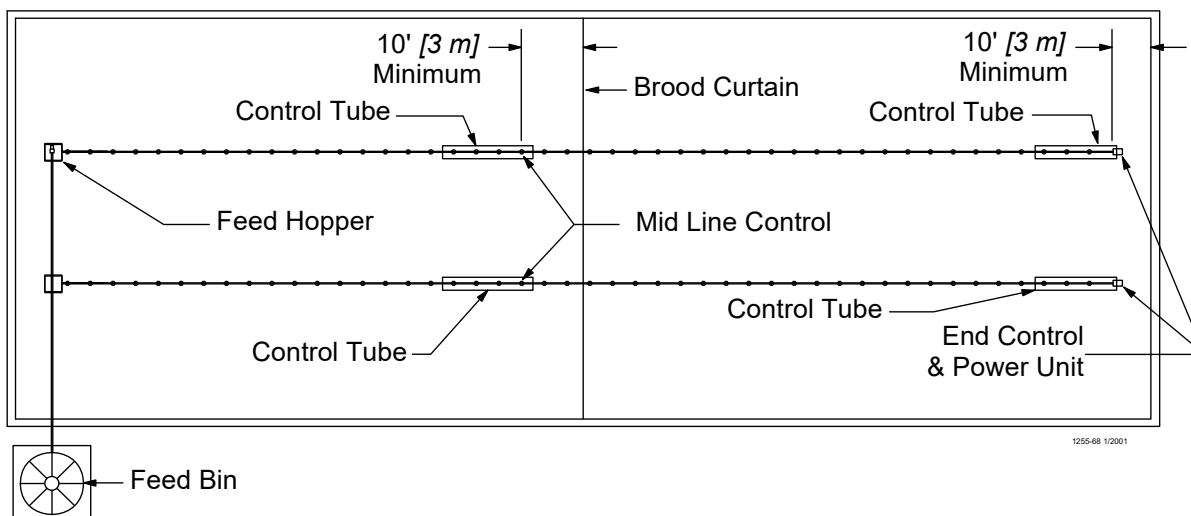 10' [3 m]
Minimum
10' [3 m]
Minimum
Brood Curtain
Control Tube
Control Tube
Feed Hopper
Mid Line Control
Control Tube
Control Tube
End Control
& Power Unit
1255-68 1/2001
Feed Bin